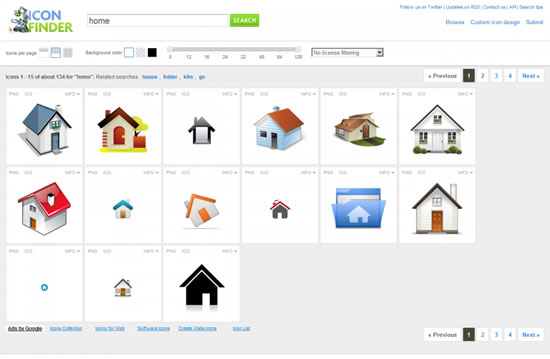 Follow us on Twitter | Updates on RSS | Contact us | API | Search tips
ICON FINDER
home
SEARCH
Browse Custom icon design Submit
Icons per page
Background color
0 12 16 24 32 48 128
No license filtering
Icons 1 - 15 of about 134 for "home". Related searches: house , folder , kfm , go
« Previous 1 2 3 4 Next »
PNG ICO INFO PNG ICO INFO PNG ICO INFO PNG ICO INFO PNG ICO INFO PNG ICO INFO
PNG ICO INFO PNG ICO INFO PNG ICO INFO PNG ICO INFO PNG ICO INFO PNG ICO INFO
PNG ICO INFO PNG ICO INFO PNG ICO INFO
Ads by Google Icons Collection Icons for Web Software Icons Create Vista Icons Icon List
« Previous 1 2 3 4 Next »